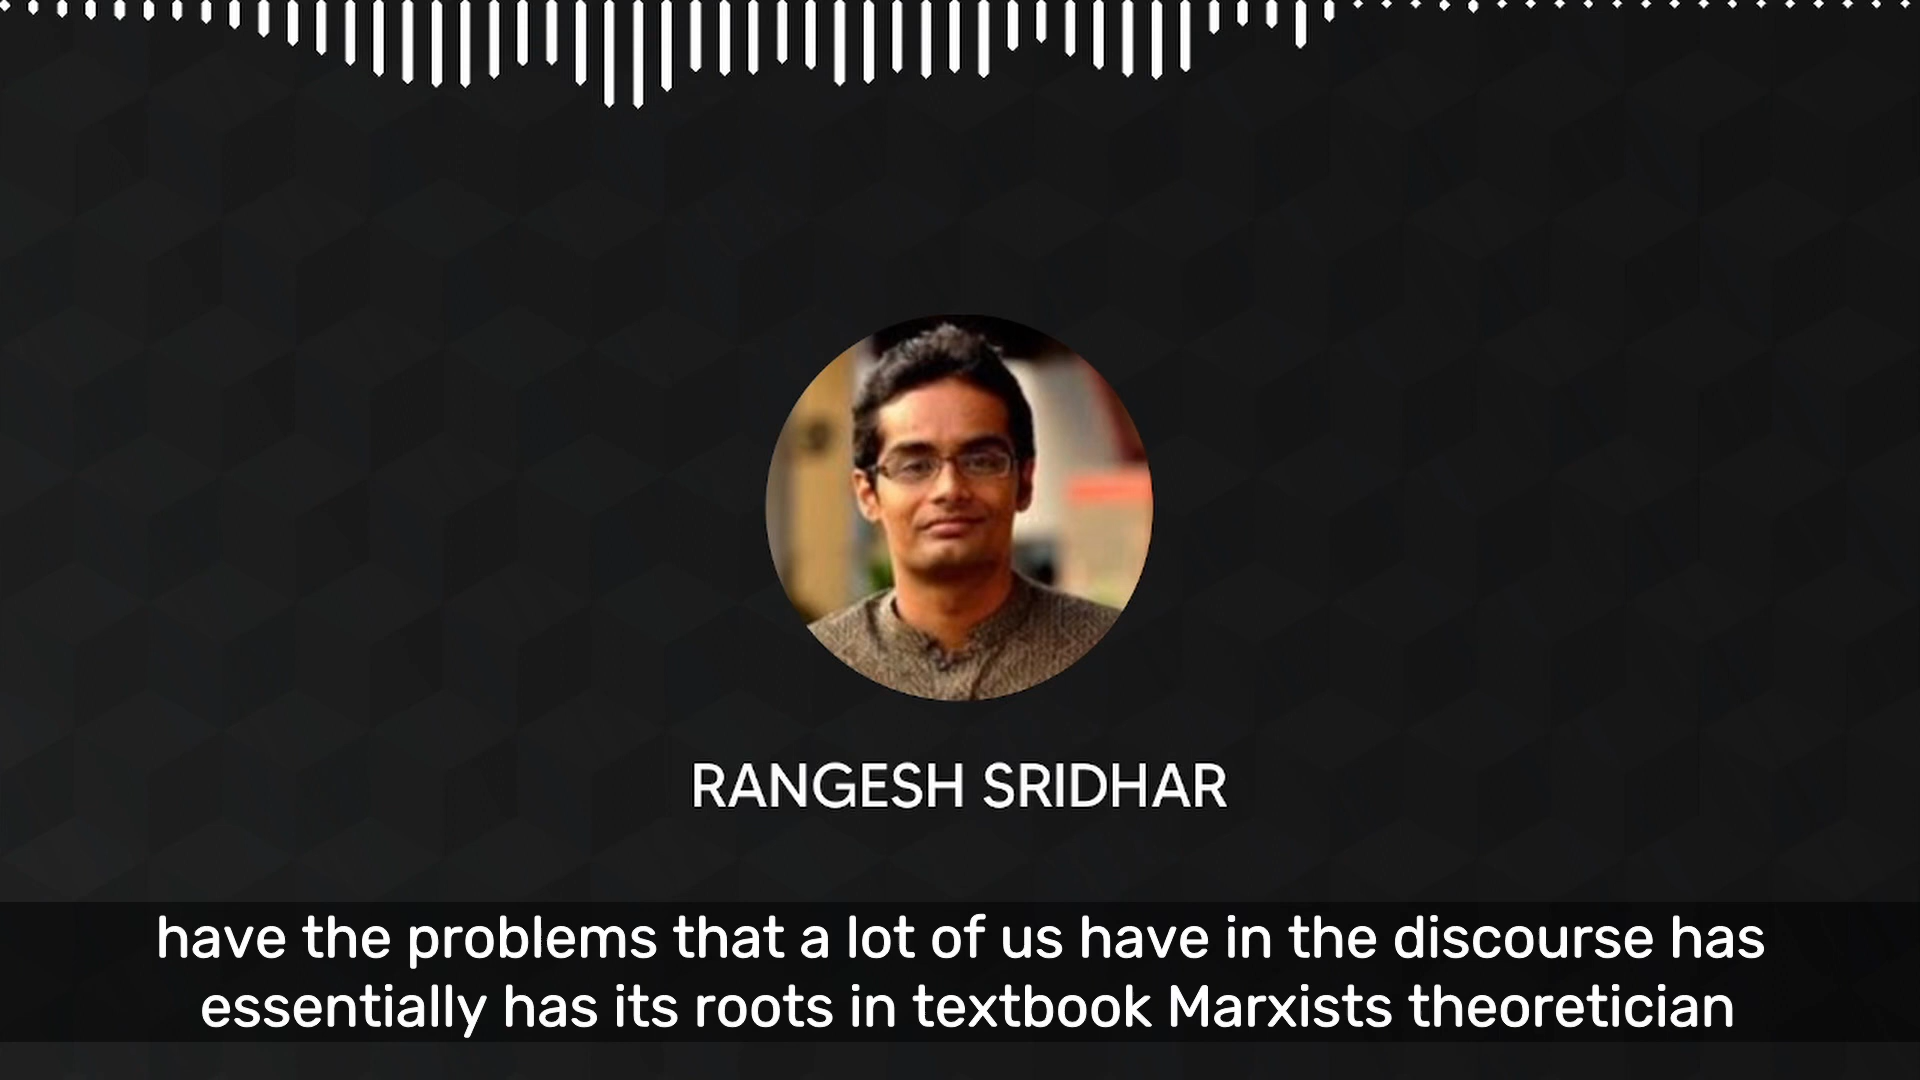 RANGESH SRIDHAR
have the problems that a lot of us have in the discourse has
essentially has its roots in textbook Marxists theoretician